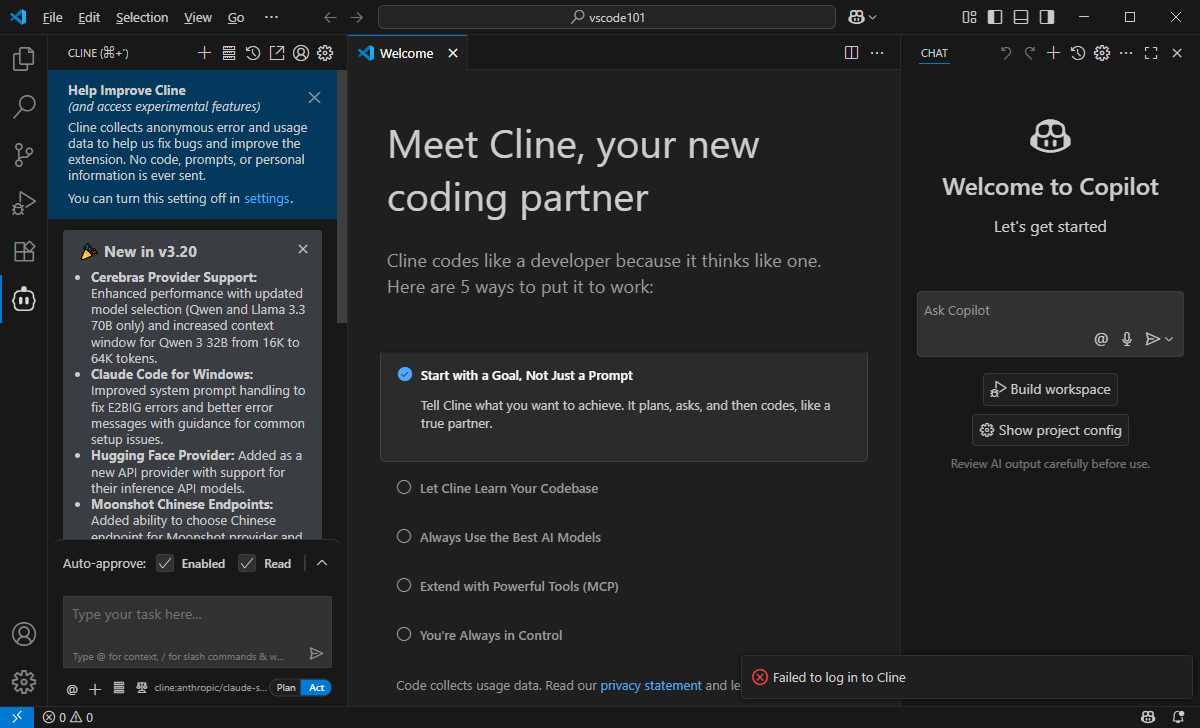 File Edit Selection View Go ··· vscode101
CLINE (⌘+')
Help Improve Cline
(and access experimental features)
Cline collects anonymous error and usage
data to help us fix bugs and improve the
extension. No code, prompts, or personal
information is ever sent.
You can turn this setting off in settings.
New in v3.20
• Cerebras Provider Support:
Enhanced performance with updated
model selection (Qwen and Llama 3.3
70B only) and increased context
window for Qwen 3 32B from 16K to
64K tokens.
• Claude Code for Windows:
Improved system prompt handling to
fix E2BIG errors and better error
messages with guidance for common
setup issues.
• Hugging Face Provider: Added as a
new API provider with support for
their inference API models.
• Moonshot Chinese Endpoints:
Added ability to choose Chinese
endpoint for Moonshot provider and
Auto-approve: Enabled Read
Type your task here...
Type @ for context, / for slash commands & w...
@ cline:anthropic/claude-s... Plan Act
Welcome
Meet Cline, your new
coding partner
Cline codes like a developer because it thinks like one.
Here are 5 ways to put it to work:
Start with a Goal, Not Just a Prompt
Tell Cline what you want to achieve. It plans, asks, and then codes, like a
true partner.
Let Cline Learn Your Codebase
Always Use the Best AI Models
Extend with Powerful Tools (MCP)
You're Always in Control
Code collects usage data. Read our privacy statement and le
CHAT
Welcome to Copilot
Let's get started
Ask Copilot
@
Build workspace
Show project config
Review AI output carefully before use.
Failed to log in to Cline
0 0